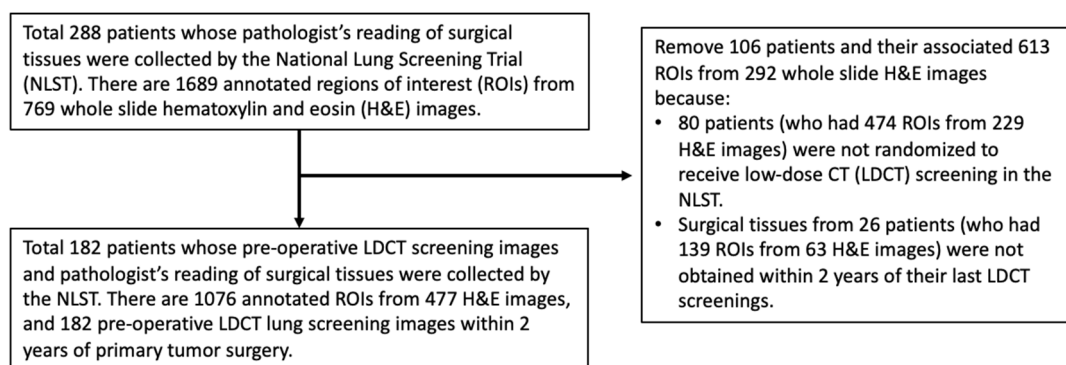 Total 288 patients whose pathologist's reading of surgical
tissues were collected by the National Lung Screening Trial
(NLST). There are 1689 annotated regions of interest (ROIs) from
769 whole slide hematoxylin and eosin (H&E) images.
Remove 106 patients and their associated 613
ROIs from 292 whole slide H&E images
because:
• 80 patients (who had 474 ROIs from 229
H&E images) were not randomized to
receive low-dose CT (LDCT) screening in the
NLST.
• Surgical tissues from 26 patients (who had
139 ROIs from 63 H&E images) were not
obtained within 2 years of their last LDCT
screenings.
Total 182 patients whose pre-operative LDCT screening images
and pathologist's reading of surgical tissues were collected by
the NLST. There are 1076 annotated ROIs from 477 H&E images,
and 182 pre-operative LDCT lung screening images within 2
years of primary tumor surgery.